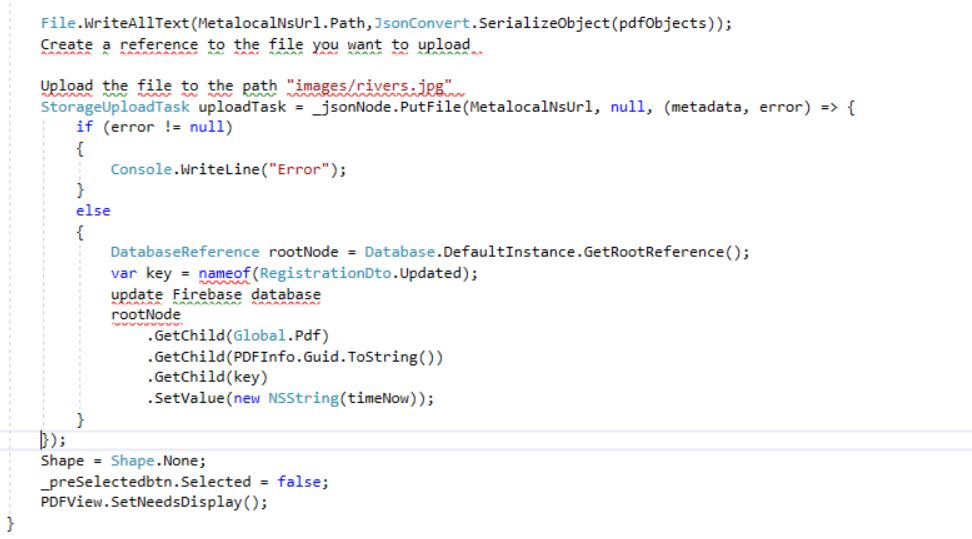 File.WriteAllText(MetalocalNsUrl.Path,JsonConvert.SerializeObject(pdfObjects));
Create a reference to the file you want to upload
Upload the file to the path "images/rivers.jpg"
StorageUploadTask uploadTask = _jsonNode.PutFile(MetalocalNsUrl, null, (metadata, error) => {
if (error != null)
{
Console.WriteLine("Error");
}
else
{
DatabaseReference rootNode = Database.DefaultInstance.GetRootReference();
var key = nameof(RegistrationDto.Updated);
update Firebase database
rootNode
.GetChild(Global.Pdf)
.GetChild(PDFInfo.Guid.ToString())
.GetChild(key)
.SetValue(new NSString(timeNow));
}
});
Shape = Shape.None;
_preSelectedbtn.Selected = false;
PDFView.SetNeedsDisplay();
}